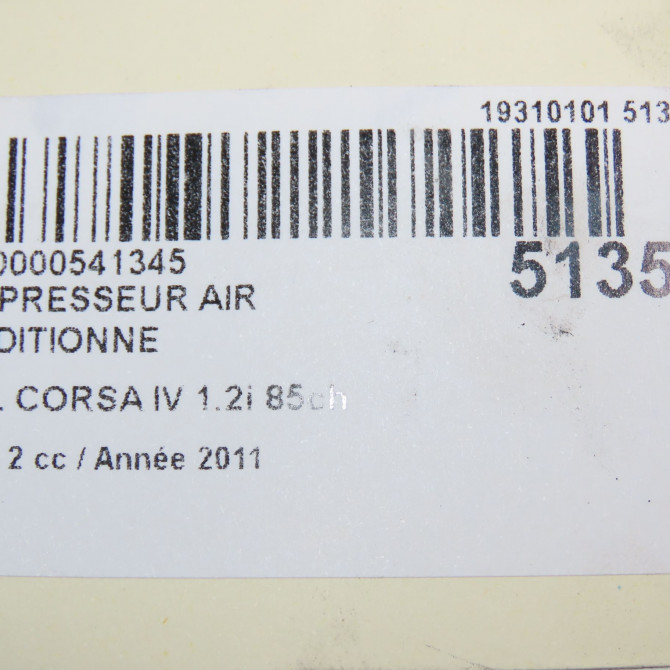 19310101 513
0000541345
5135
PRESSEUR AIR
DITIONNE
CORSA IV 1.2i 85ch
2 cc / Année 2011